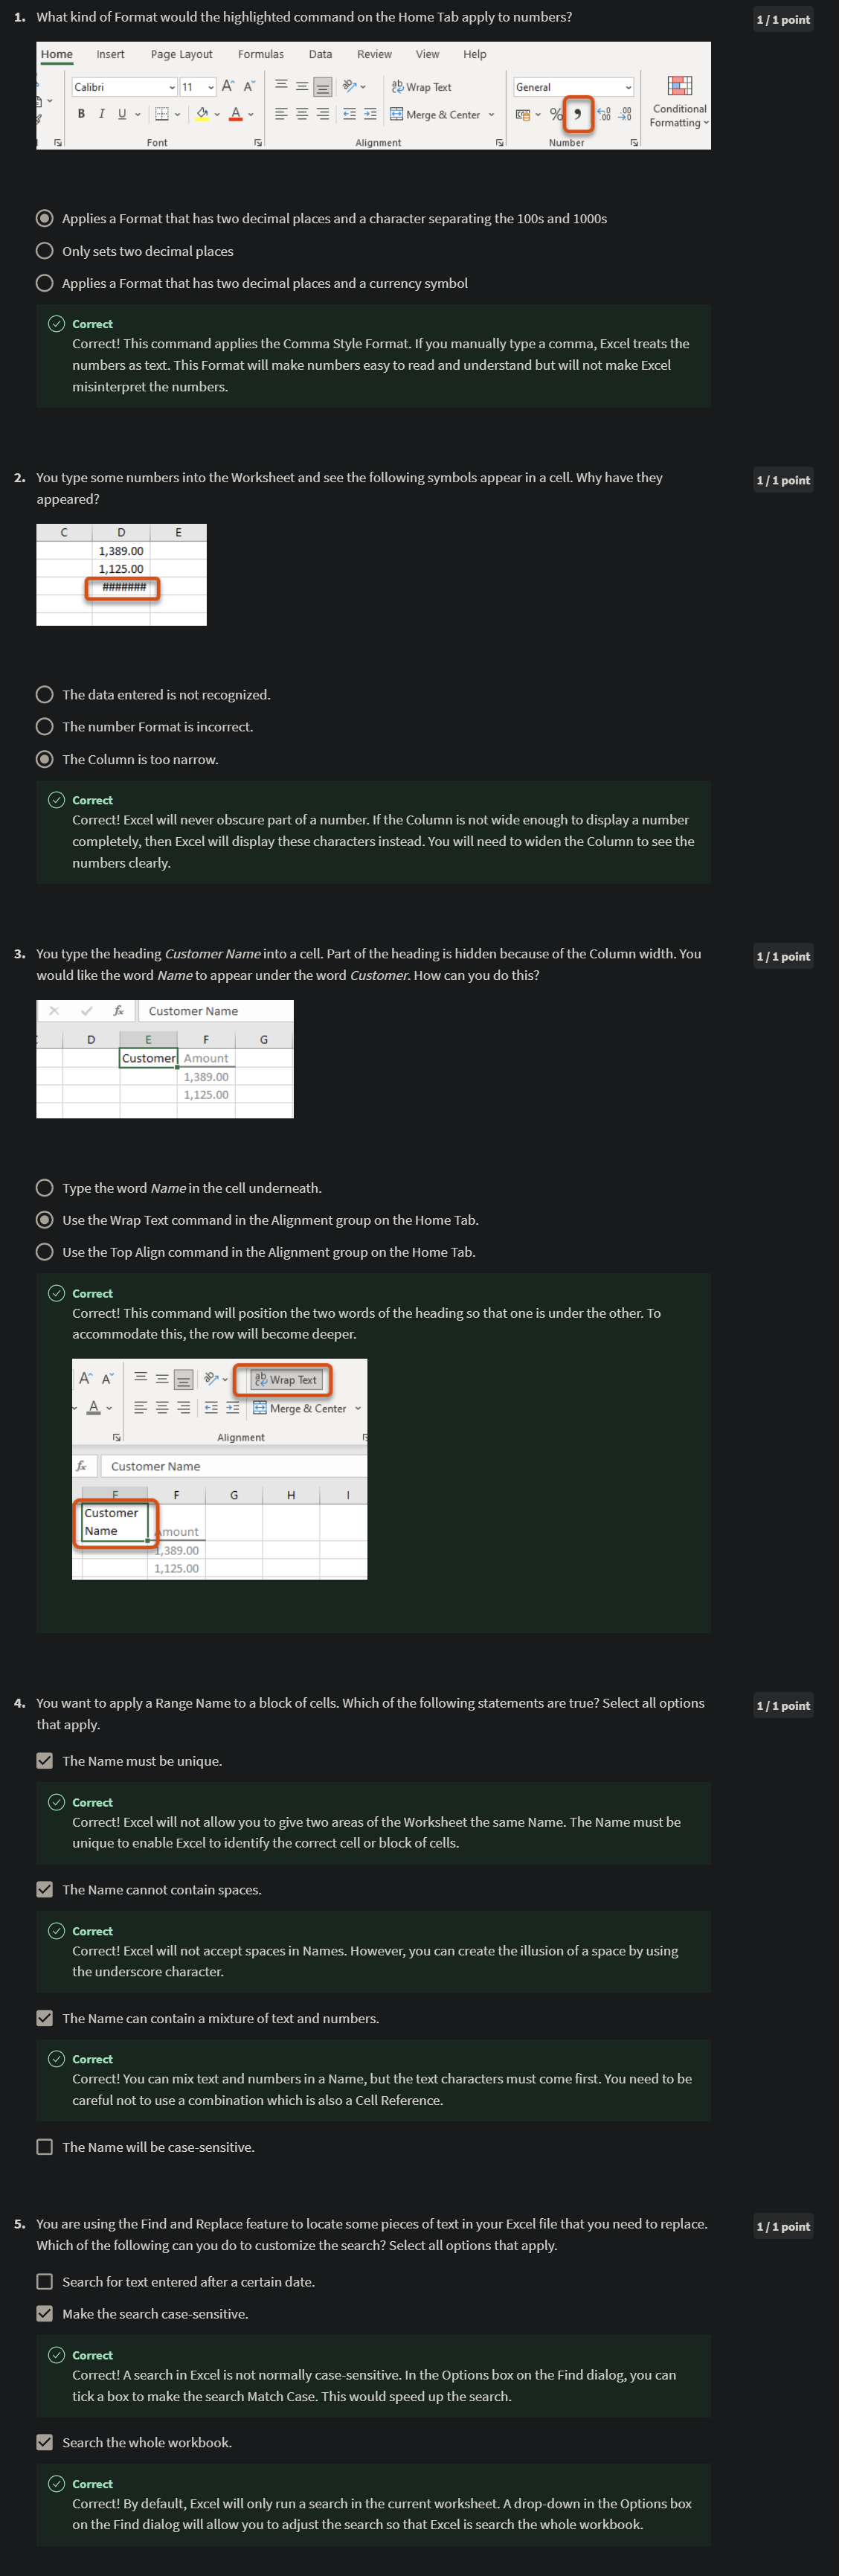 1. What kind of Format would the highlighted command on the Home Tab apply to numbers?
1 / 1 point
Home Insert Page Layout Formulas Data Review View Help
Calibri 11 A A Wrap Text General
B I U A Merge & Center % , Conditional
Formatting
Font Alignment Number
Applies a Format that has two decimal places and a character separating the 100s and 1000s
Only sets two decimal places
Applies a Format that has two decimal places and a currency symbol
Correct
Correct! This command applies the Comma Style Format. If you manually type a comma, Excel treats the
numbers as text. This Format will make numbers easy to read and understand but will not make Excel
misinterpret the numbers.
2. You type some numbers into the Worksheet and see the following symbols appear in a cell. Why have they
appeared?
1 / 1 point
C D E
1,389.00
1,125.00
#######
The data entered is not recognized.
The number Format is incorrect.
The Column is too narrow.
Correct
Correct! Excel will never obscure part of a number. If the Column is not wide enough to display a number
completely, then Excel will display these characters instead. You will need to widen the Column to see the
numbers clearly.
3. You type the heading Customer Name into a cell. Part of the heading is hidden because of the Column width. You
would like the word Name to appear under the word Customer. How can you do this?
1 / 1 point
fx Customer Name
D E F G
Customer Amount
1,389.00
1,125.00
Type the word Name in the cell underneath.
Use the Wrap Text command in the Alignment group on the Home Tab.
Use the Top Align command in the Alignment group on the Home Tab.
Correct
Correct! This command will position the two words of the heading so that one is under the other. To
accommodate this, the row will become deeper.
A A Wrap Text
A Merge & Center
Alignment
fx Customer Name
E F G H I
Customer
Name Amount
1,389.00
1,125.00
4. You want to apply a Range Name to a block of cells. Which of the following statements are true? Select all options
that apply.
1 / 1 point
The Name must be unique.
Correct
Correct! Excel will not allow you to give two areas of the Worksheet the same Name. The Name must be
unique to enable Excel to identify the correct cell or block of cells.
The Name cannot contain spaces.
Correct
Correct! Excel will not accept spaces in Names. However, you can create the illusion of a space by using
the underscore character.
The Name can contain a mixture of text and numbers.
Correct
Correct! You can mix text and numbers in a Name, but the text characters must come first. You need to be
careful not to use a combination which is also a Cell Reference.
The Name will be case-sensitive.
5. You are using the Find and Replace feature to locate some pieces of text in your Excel file that you need to replace.
Which of the following can you do to customize the search? Select all options that apply.
1 / 1 point
Search for text entered after a certain date.
Make the search case-sensitive.
Correct
Correct! A search in Excel is not normally case-sensitive. In the Options box on the Find dialog, you can
tick a box to make the search Match Case. This would speed up the search.
Search the whole workbook.
Correct
Correct! By default, Excel will only run a search in the current worksheet. A drop-down in the Options box
on the Find dialog will allow you to adjust the search so that Excel is search the whole workbook.